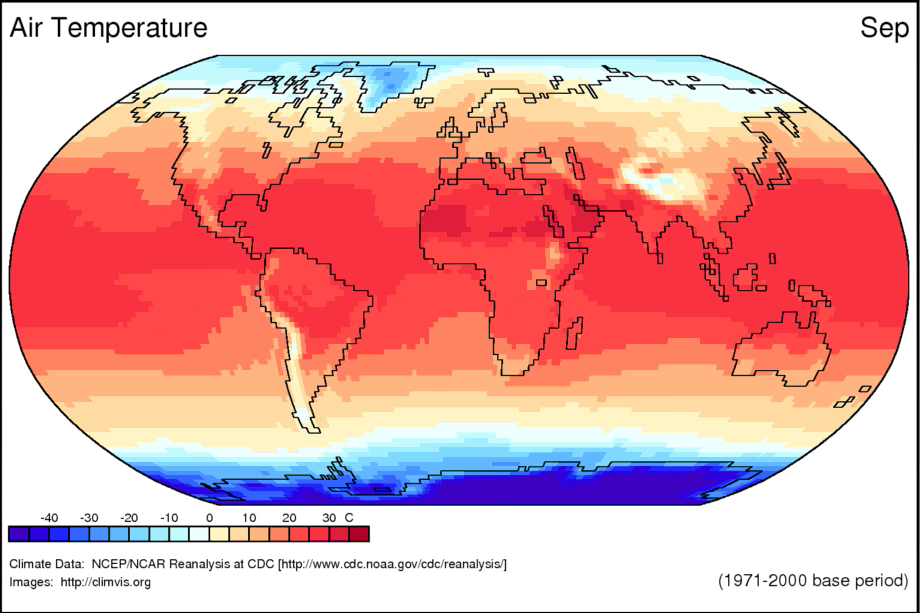 Air Temperature
Sep
-40 -30 -20 -10 0 10 20 30 C
Climate Data: NCEP/NCAR Reanalysis at CDC [http://www.cdc.noaa.gov/cdc/reanalysis/]
Images: http://climvis.org
(1971-2000 base period)